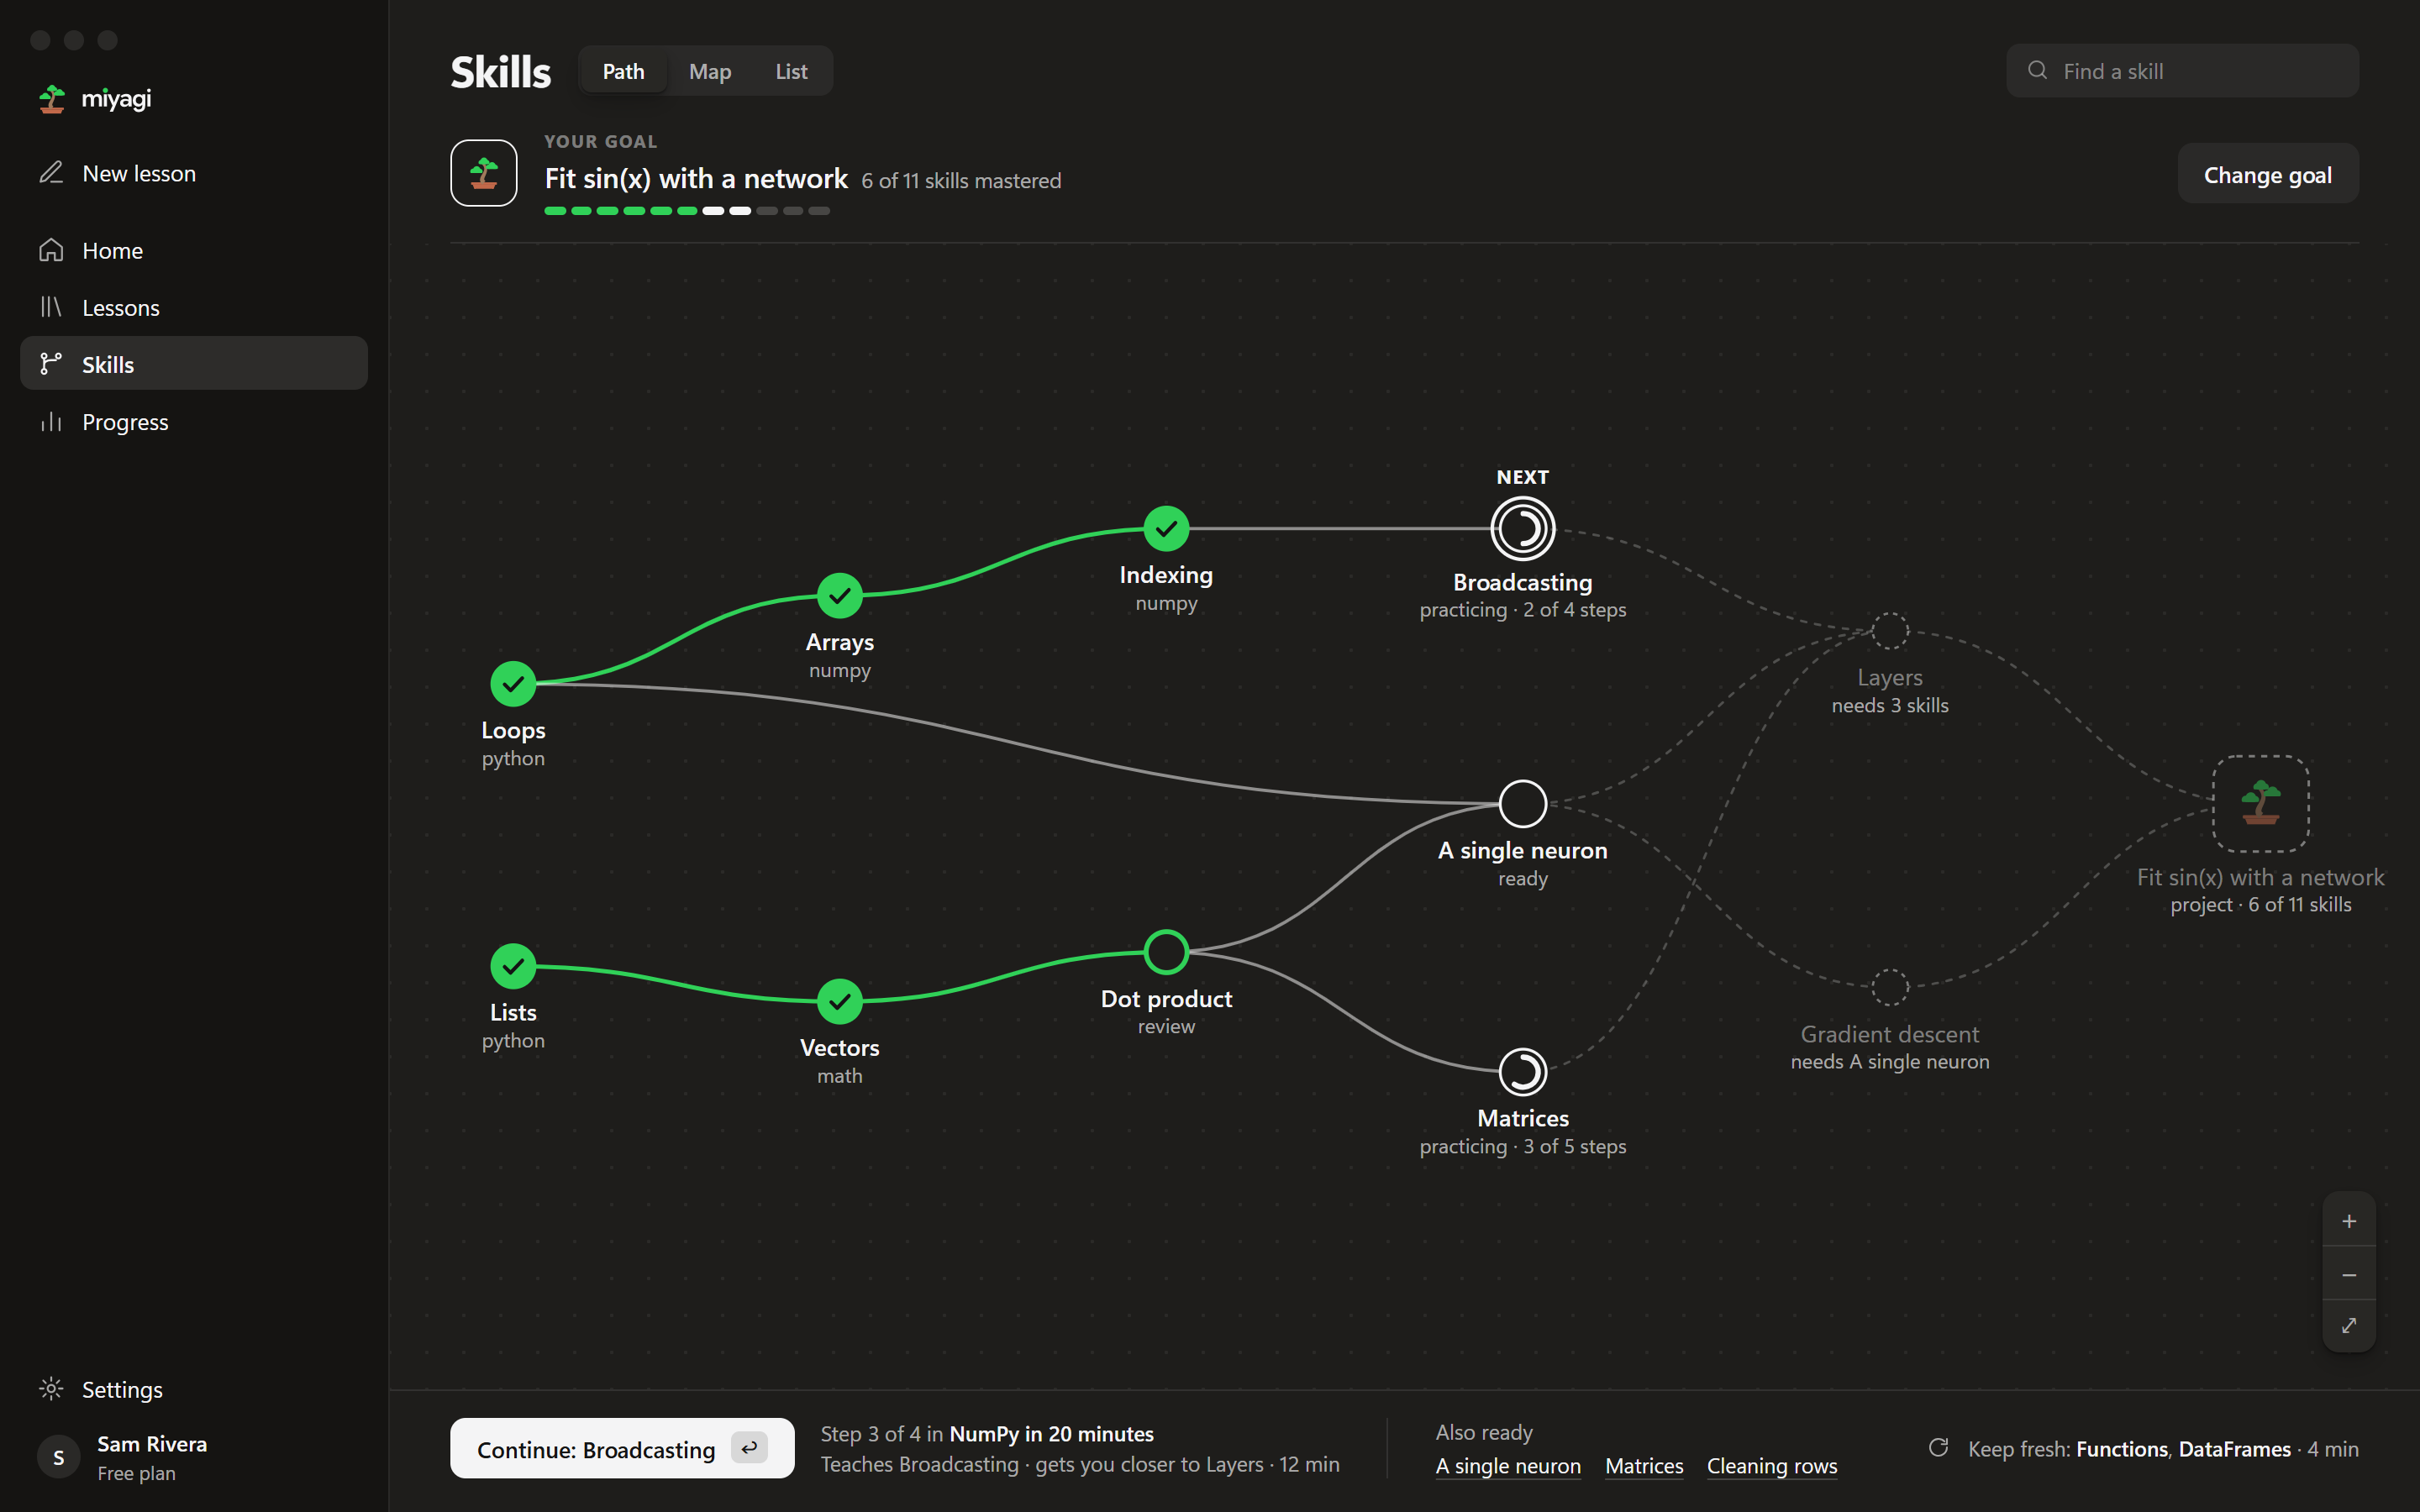 miyagi
New lesson
Home
Lessons
Skills
Progress
Settings
S
Sam Rivera
Free plan
Skills
Path
Map
List
Find a skill
YOUR GOAL
Fit sin(x) with a network 6 of 11 skills mastered
Change goal
NEXT
Broadcasting
practicing · 2 of 4 steps
Indexing
numpy
Arrays
numpy
Loops
python
Layers
needs 3 skills
A single neuron
ready
Fit sin(x) with a network
project · 6 of 11 skills
Lists
python
Vectors
math
Dot product
review
Gradient descent
needs A single neuron
Matrices
practicing · 3 of 5 steps
Continue: Broadcasting
Step 3 of 4 in NumPy in 20 minutes
Teaches Broadcasting · gets you closer to Layers · 12 min
Also ready
A single neuron Matrices Cleaning rows
Keep fresh: Functions, DataFrames · 4 min